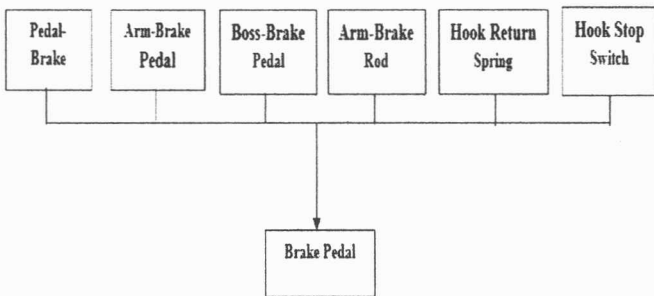 Pedal-
Brake
Arm-Brake
Pedal
Boss-Brake
Pedal
Arm-Brake
Rod
Hook Return
Spring
Hook Stop
Switch
Brake Pedal